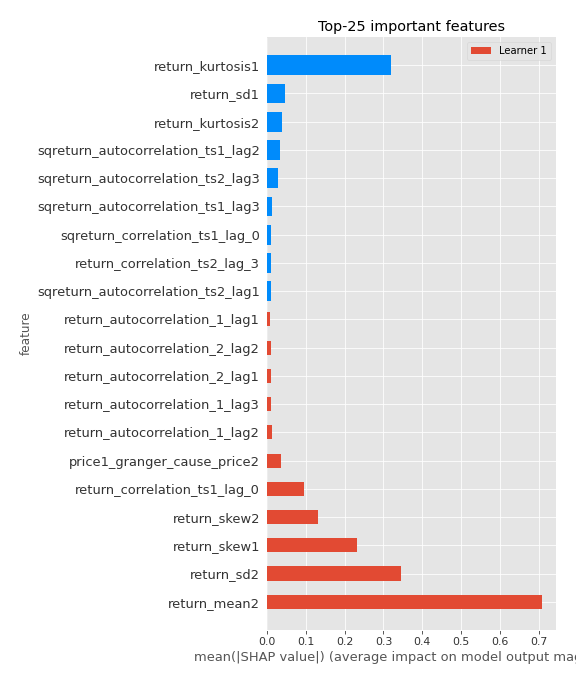 Top-25 important features
Learner 1
return_kurtosis1
return_sd1
return_kurtosis2
sqreturn_autocorrelation_ts1_lag2
sqreturn_autocorrelation_ts2_lag3
sqreturn_autocorrelation_ts1_lag3
sqreturn_correlation_ts1_lag_0
return_correlation_ts2_lag_3
sqreturn_autocorrelation_ts2_lag1
return_autocorrelation_1_lag1
return_autocorrelation_2_lag2
return_autocorrelation_2_lag1
return_autocorrelation_1_lag3
return_autocorrelation_1_lag2
price1_granger_cause_price2
return_correlation_ts1_lag_0
return_skew2
return_skew1
return_sd2
return_mean2
feature
0.0 0.1 0.2 0.3 0.4 0.5 0.6 0.7
mean(|SHAP value|) (average impact on model output mag